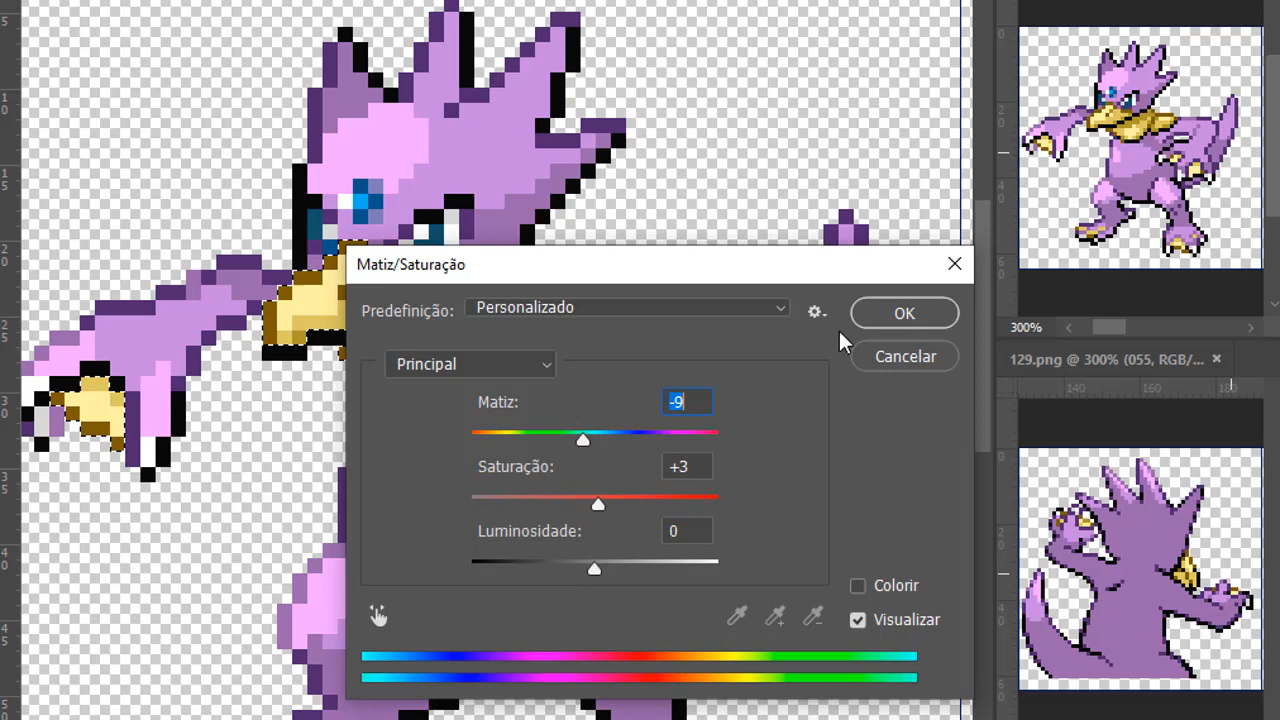 Matiz/Saturação
Predefinição: Personalizado
OK
Cancelar
Principal
Matiz: -9
Saturação: +3
Luminosidade: 0
Colorir
Visualizar
300%
129.png @ 300% (055, RGB/...
140 160 180